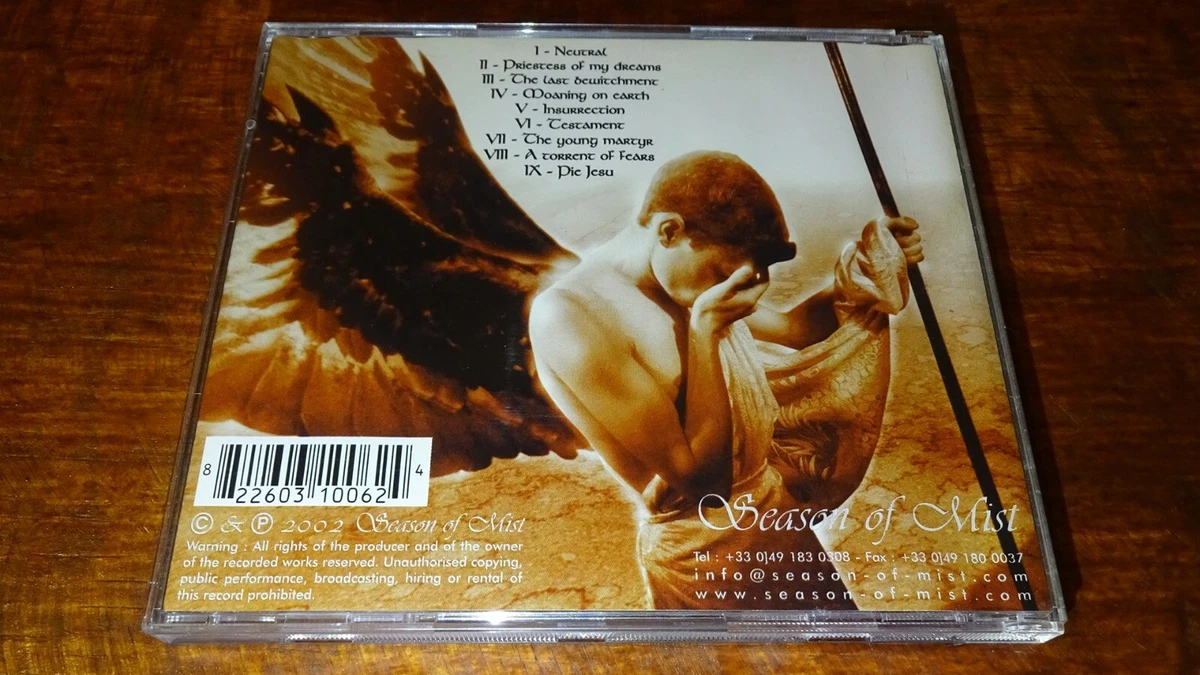 I - Neutral
II - Priestess of my dreams
III - The last bewitchment
IV - Moaning on earth
V - Insurrection
VI - Testament
VII - The young martyr
VIII - A torrent of fears
IX - Pie Jesu
8 22603 10062 4
© & ℗ 2002 Season of Mist
Warning : All rights of the producer and of the owner
of the recorded works reserved. Unauthorised copying,
public performance, broadcasting, hiring or rental of
this record prohibited.
Season of Mist
Tel : +33 0)49 183 0308 - Fax : +33 0)49 180 0037
info@season-of-mist.com
www.season-of-mist.com